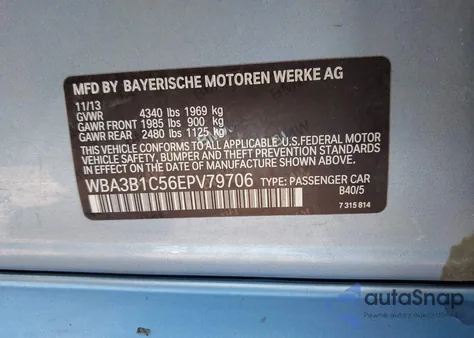 MFD BY BAYERISCHE MOTOREN WERKE AG
11/13
GVWR 4340 lbs 1969 kg
GAWR FRONT 1985 lbs 900 kg
GAWR REAR 2480 lbs 1125 kg
THIS VEHICLE CONFORMS TO ALL APPLICABLE U.S.FEDERAL MOTOR
VEHICLE SAFETY, BUMPER AND THEFT PREVENTION STANDARDS IN
EFFECT ON THE DATE OF MANUFACTURE SHOWN ABOVE.
WBA3B1C56EPV79706 TYPE: PASSENGER CAR
B40/5
7 315 814
autoSnap